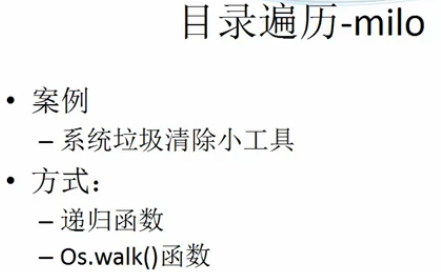 目录遍历-milo
• 案例
– 系统垃圾清除小工具
• 方式：
– 递归函数
– Os.walk()函数